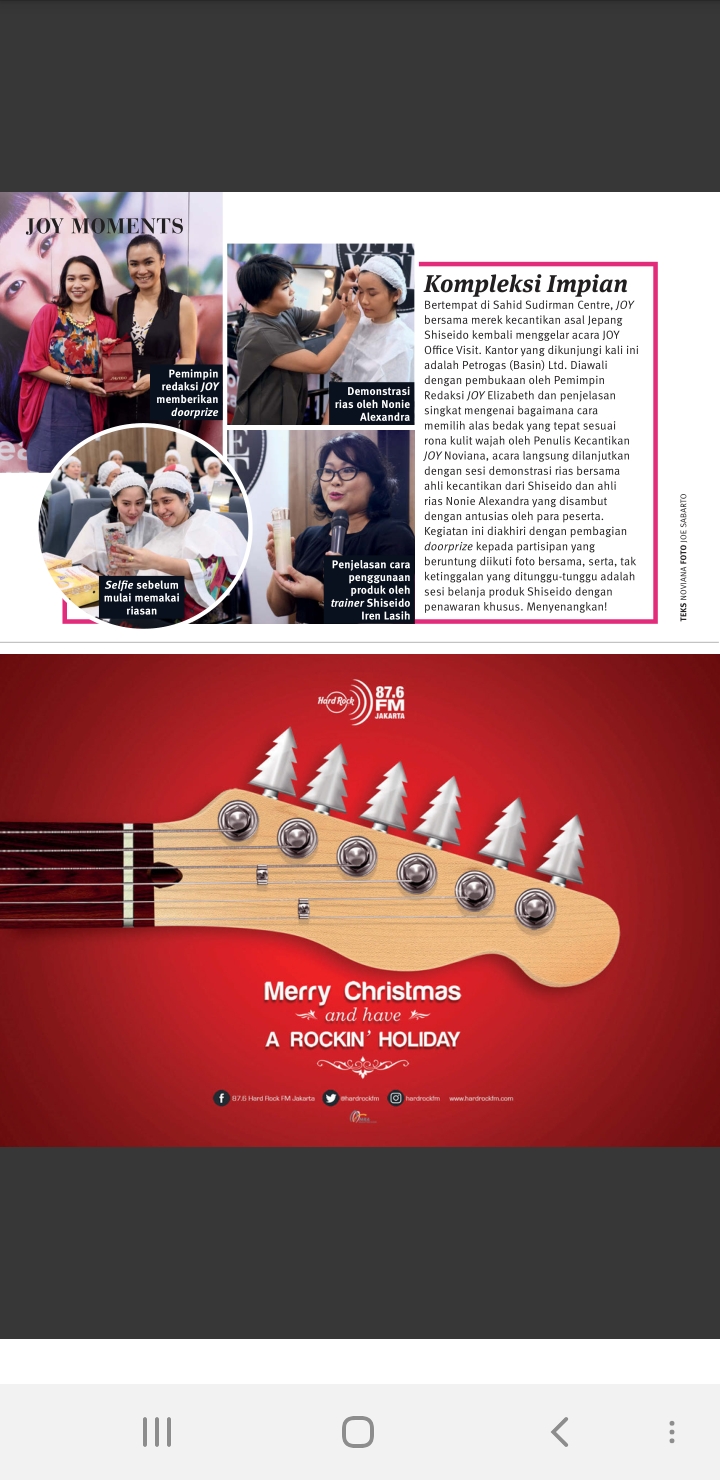 JOY MOMENTS
Pemimpin
redaksi JOY
memberikan
doorprize
Demonstrasi
rias oleh Nonie
Alexandra
Selfie sebelum
mulai memakai
riasan
Penjelasan cara
penggunaan
produk oleh
trainer Shiseido
Iren Lasih
Kompleksi Impian
Bertempat di Sahid Sudirman Centre, JOY
bersama merek kecantikan asal Jepang
Shiseido kembali menggelar acara JOY
Office Visit. Kantor yang dikunjungi kali ini
adalah Petrogas (Basin) Ltd. Diawali
dengan pembukaan oleh Pemimpin
Redaksi JOY Elizabeth dan penjelasan
singkat mengenai bagaimana cara
memilih alas bedak yang tepat sesuai
rona kulit wajah oleh Penulis Kecantikan
JOY Noviana, acara langsung dilanjutkan
dengan sesi demonstrasi rias bersama
ahli kecantikan dari Shiseido dan ahli
rias Nonie Alexandra yang disambut
dengan antusias oleh para peserta.
Kegiatan ini diakhiri dengan pembagian
doorprize kepada partisipan yang
beruntung diikuti foto bersama, serta, tak
ketinggalan yang ditunggu-tunggu adalah
sesi belanja produk Shiseido dengan
penawaran khusus. Menyenangkan!
TEKS NOVIANA FOTO JOE SABARTO
Hard Rock
87.6
FM
JAKARTA
Merry Christmas
and have
A ROCKIN' HOLIDAY
87.6 Hard Rock FM Jakarta @hardrockfm hardrockfm www.hardrockfm.com